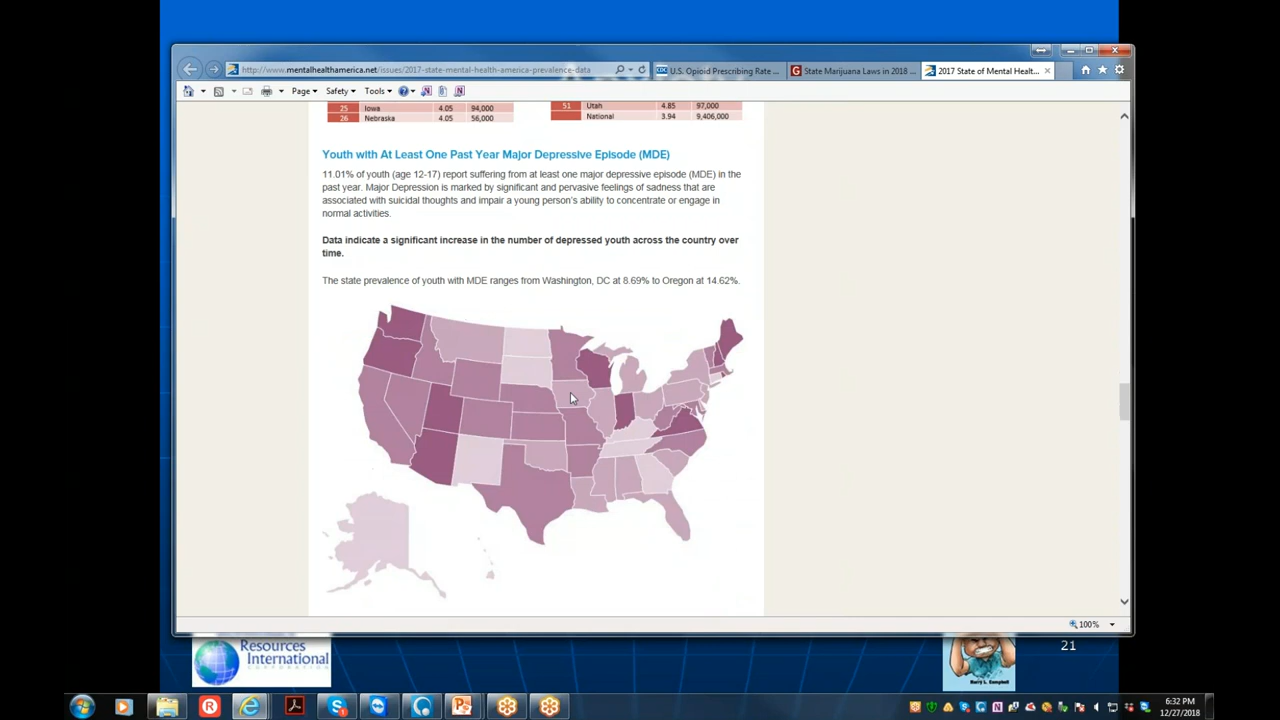 http://www.mentalhealthamerica.net/issues/2017-state-mental-health-america-prevalence-data
U.S. Opioid Prescribing Rate ...
State Marijuana Laws in 2018 ...
2017 State of Mental Healt...
Page
Safety
Tools
25 Iowa 4.05 94,000
51 Utah 4.85 97,000
26 Nebraska 4.05 56,000
National 3.94 9,406,000
Youth with At Least One Past Year Major Depressive Episode (MDE)
11.01% of youth (age 12-17) report suffering from at least one major depressive episode (MDE) in the
past year. Major Depression is marked by significant and pervasive feelings of sadness that are
associated with suicidal thoughts and impair a young person's ability to concentrate or engage in
normal activities.
Data indicate a significant increase in the number of depressed youth across the country over
time.
The state prevalence of youth with MDE ranges from Washington, DC at 8.69% to Oregon at 14.62%.
100%
Resources
International
CORPORATION
Harry L. Campbell
21
6:32 PM
12/27/2018